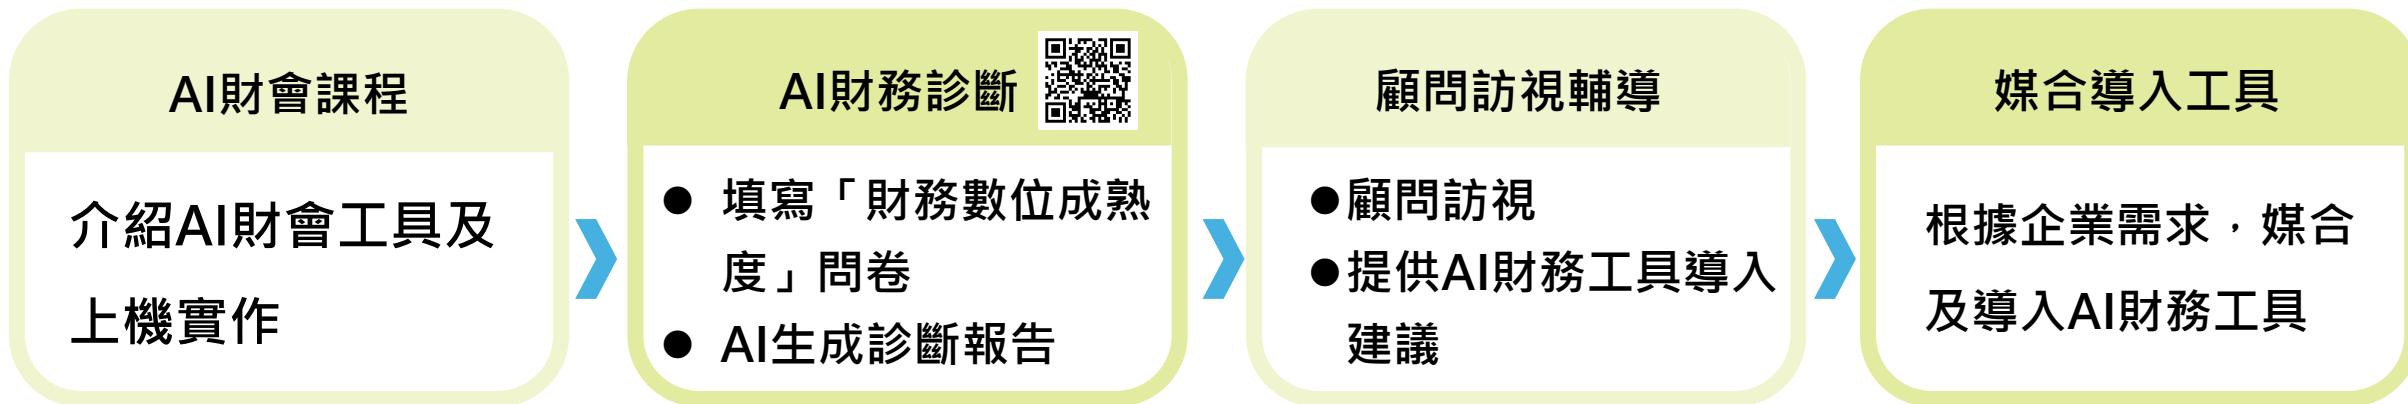 AI財會課程
介紹AI財會工具及
上機實作
AI財務診斷
● 填寫「財務數位成熟
度」問卷
● AI生成診斷報告
顧問訪視輔導
●顧問訪視
●提供AI財務工具導入
建議
媒合導入工具
根據企業需求，媒合
及導入AI財務工具